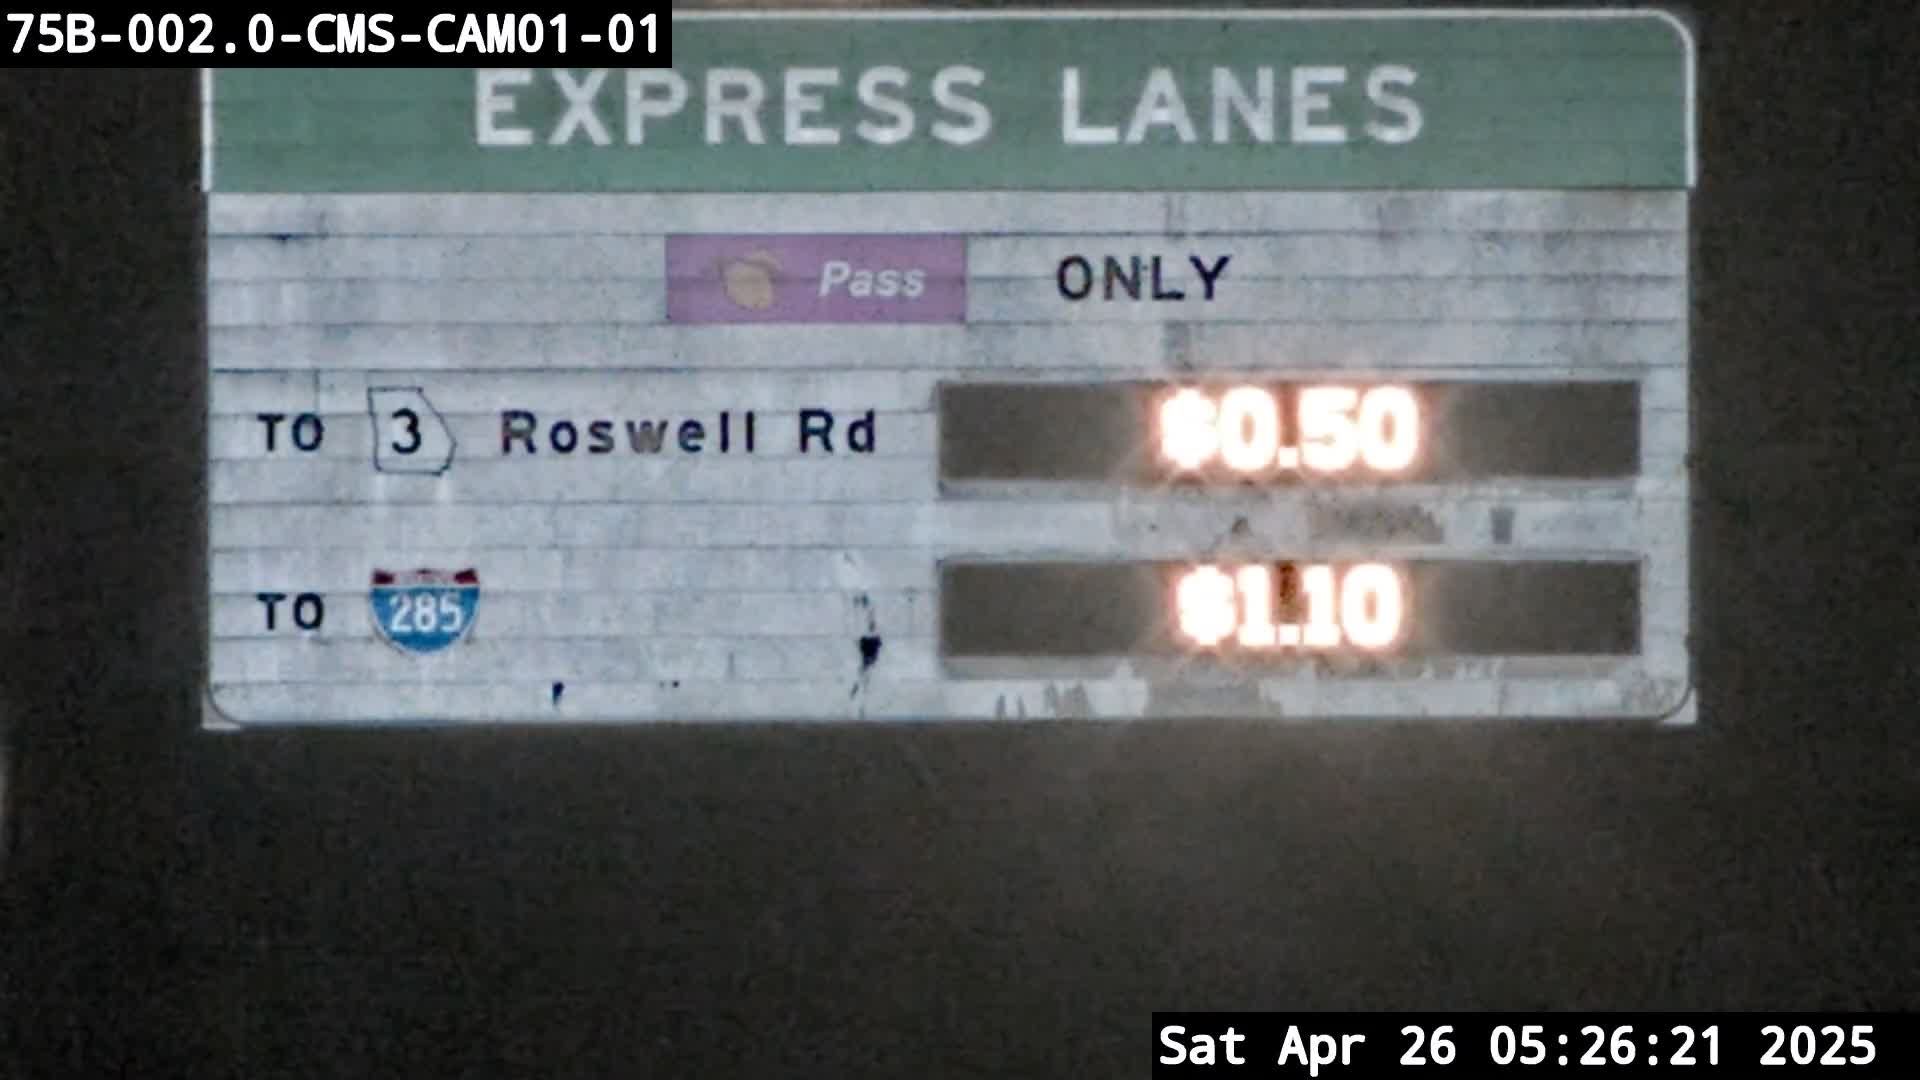 75B-002.0-CMS-CAM01-01
EXPRESS LANES
Pass ONLY
TO 3 Roswell Rd $0.50
TO 285 $1.10
Sat Apr 26 05:26:21 2025